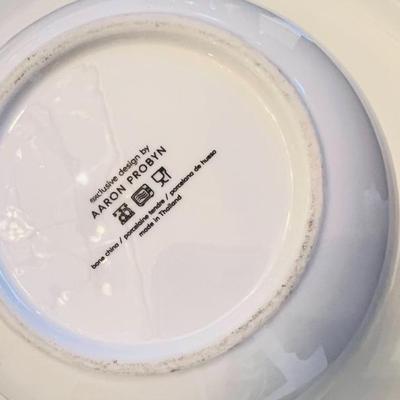 exclusive design by
AARON PROBYN
bone china / porcelaine tendre / porcelana de hueso
made in Thailand